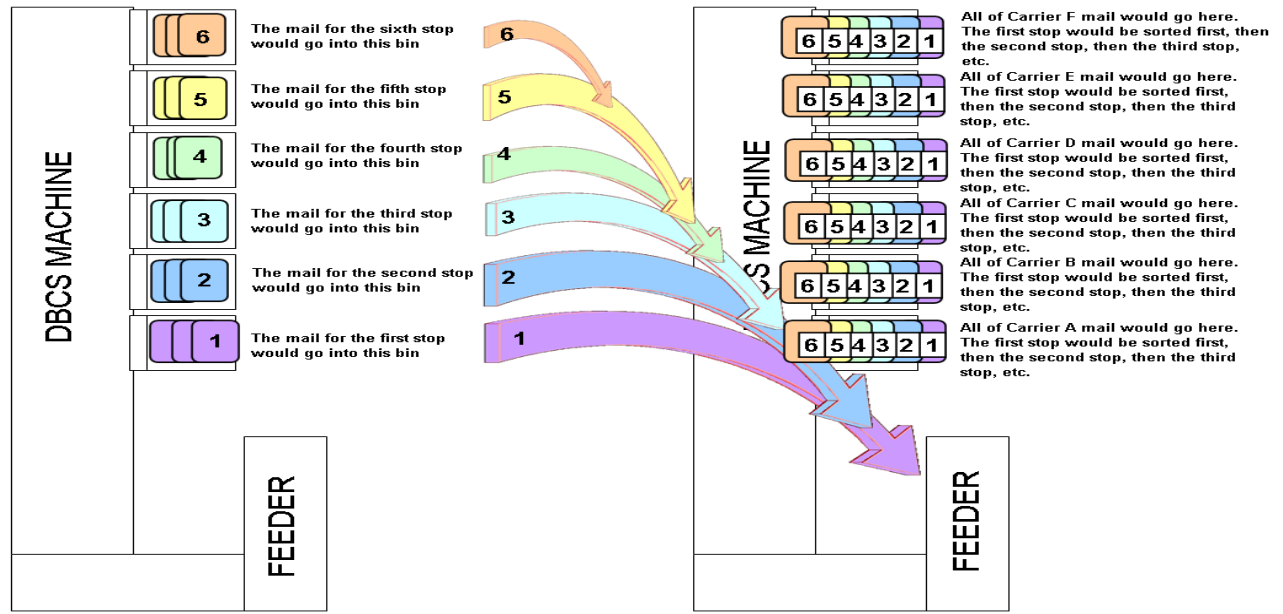 DBCS MACHINE
6
The mail for the sixth stop
would go into this bin
5
The mail for the fifth stop
would go into this bin
4
The mail for the fourth stop
would go into this bin
3
The mail for the third stop
would go into this bin
2
The mail for the second stop
would go into this bin
1
The mail for the first stop
would go into this bin
FEEDER
6
5
4
3
2
1
CS MACHINE
6 5 4 3 2 1
All of Carrier F mail would go here.
The first stop would be sorted first, then
the second stop, then the third stop,
etc.
6 5 4 3 2 1
All of Carrier E mail would go here.
The first stop would be sorted first,
then the second stop, then the third
stop, etc.
6 5 4 3 2 1
All of Carrier D mail would go here.
The first stop would be sorted first,
then the second stop, then the third
stop, etc.
6 5 4 3 2 1
All of Carrier C mail would go here.
The first stop would be sorted first,
then the second stop, then the third
stop, etc.
6 5 4 3 2 1
All of Carrier B mail would go here.
The first stop would be sorted first,
then the second stop, then the third
stop, etc.
6 5 4 3 2 1
All of Carrier A mail would go here.
The first stop would be sorted first,
then the second stop, then the third
stop, etc.
FEEDER